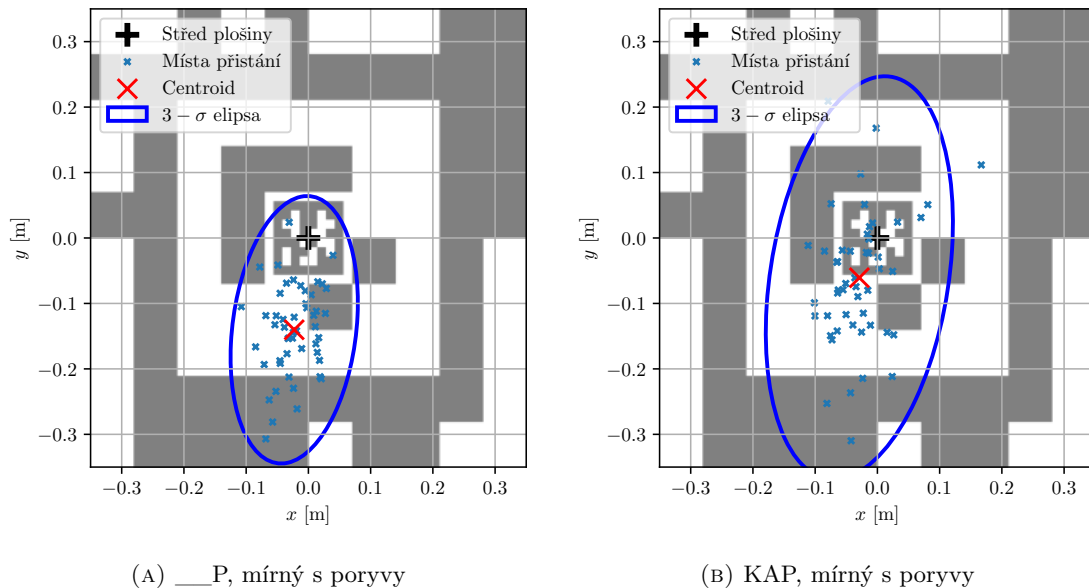 Střed plošiny
Místa přistání
Centroid
3 − σ elipsa
0.3
0.2
0.1
0.0
−0.1
−0.2
−0.3
y [m]
−0.3 −0.2 −0.1 0.0 0.1 0.2 0.3
x [m]
(A) __P, mírný s poryvy
Střed plošiny
Místa přistání
Centroid
3 − σ elipsa
0.3
0.2
0.1
0.0
−0.1
−0.2
−0.3
y [m]
−0.3 −0.2 −0.1 0.0 0.1 0.2 0.3
x [m]
(B) KAP, mírný s poryvy